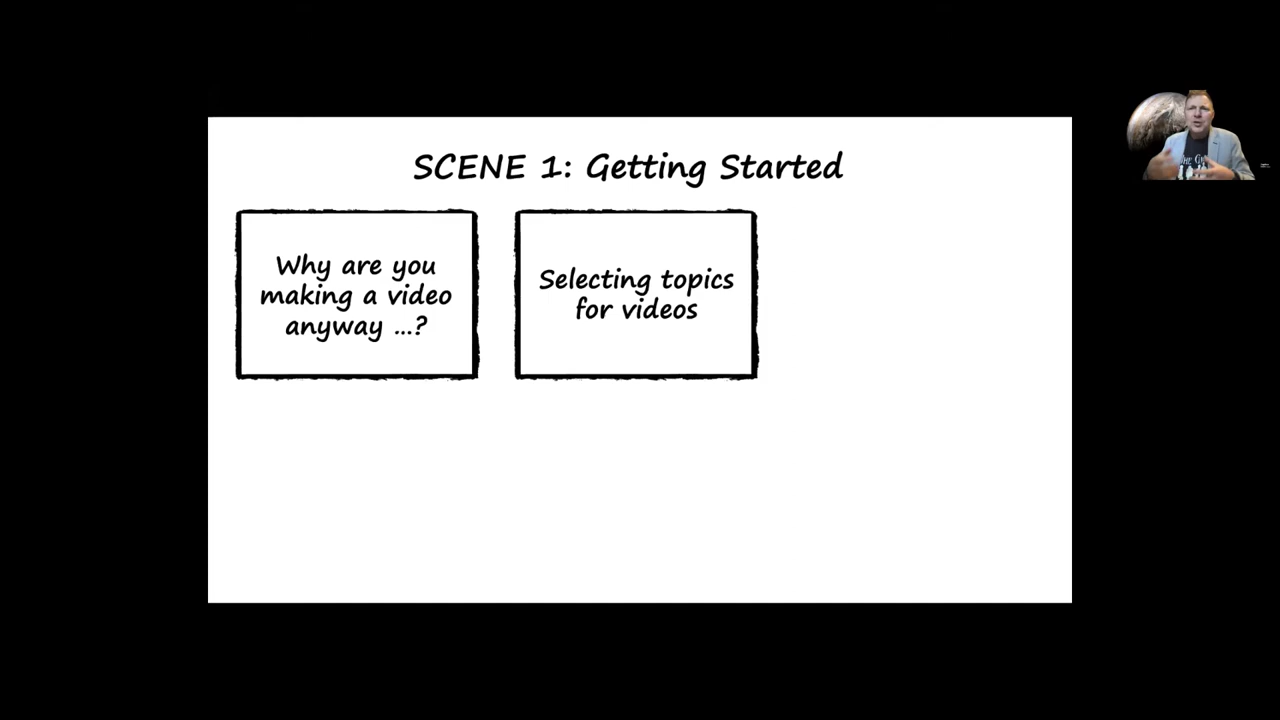 SCENE 1: Getting Started
Why are you
making a video
anyway ...?
Selecting topics
for videos